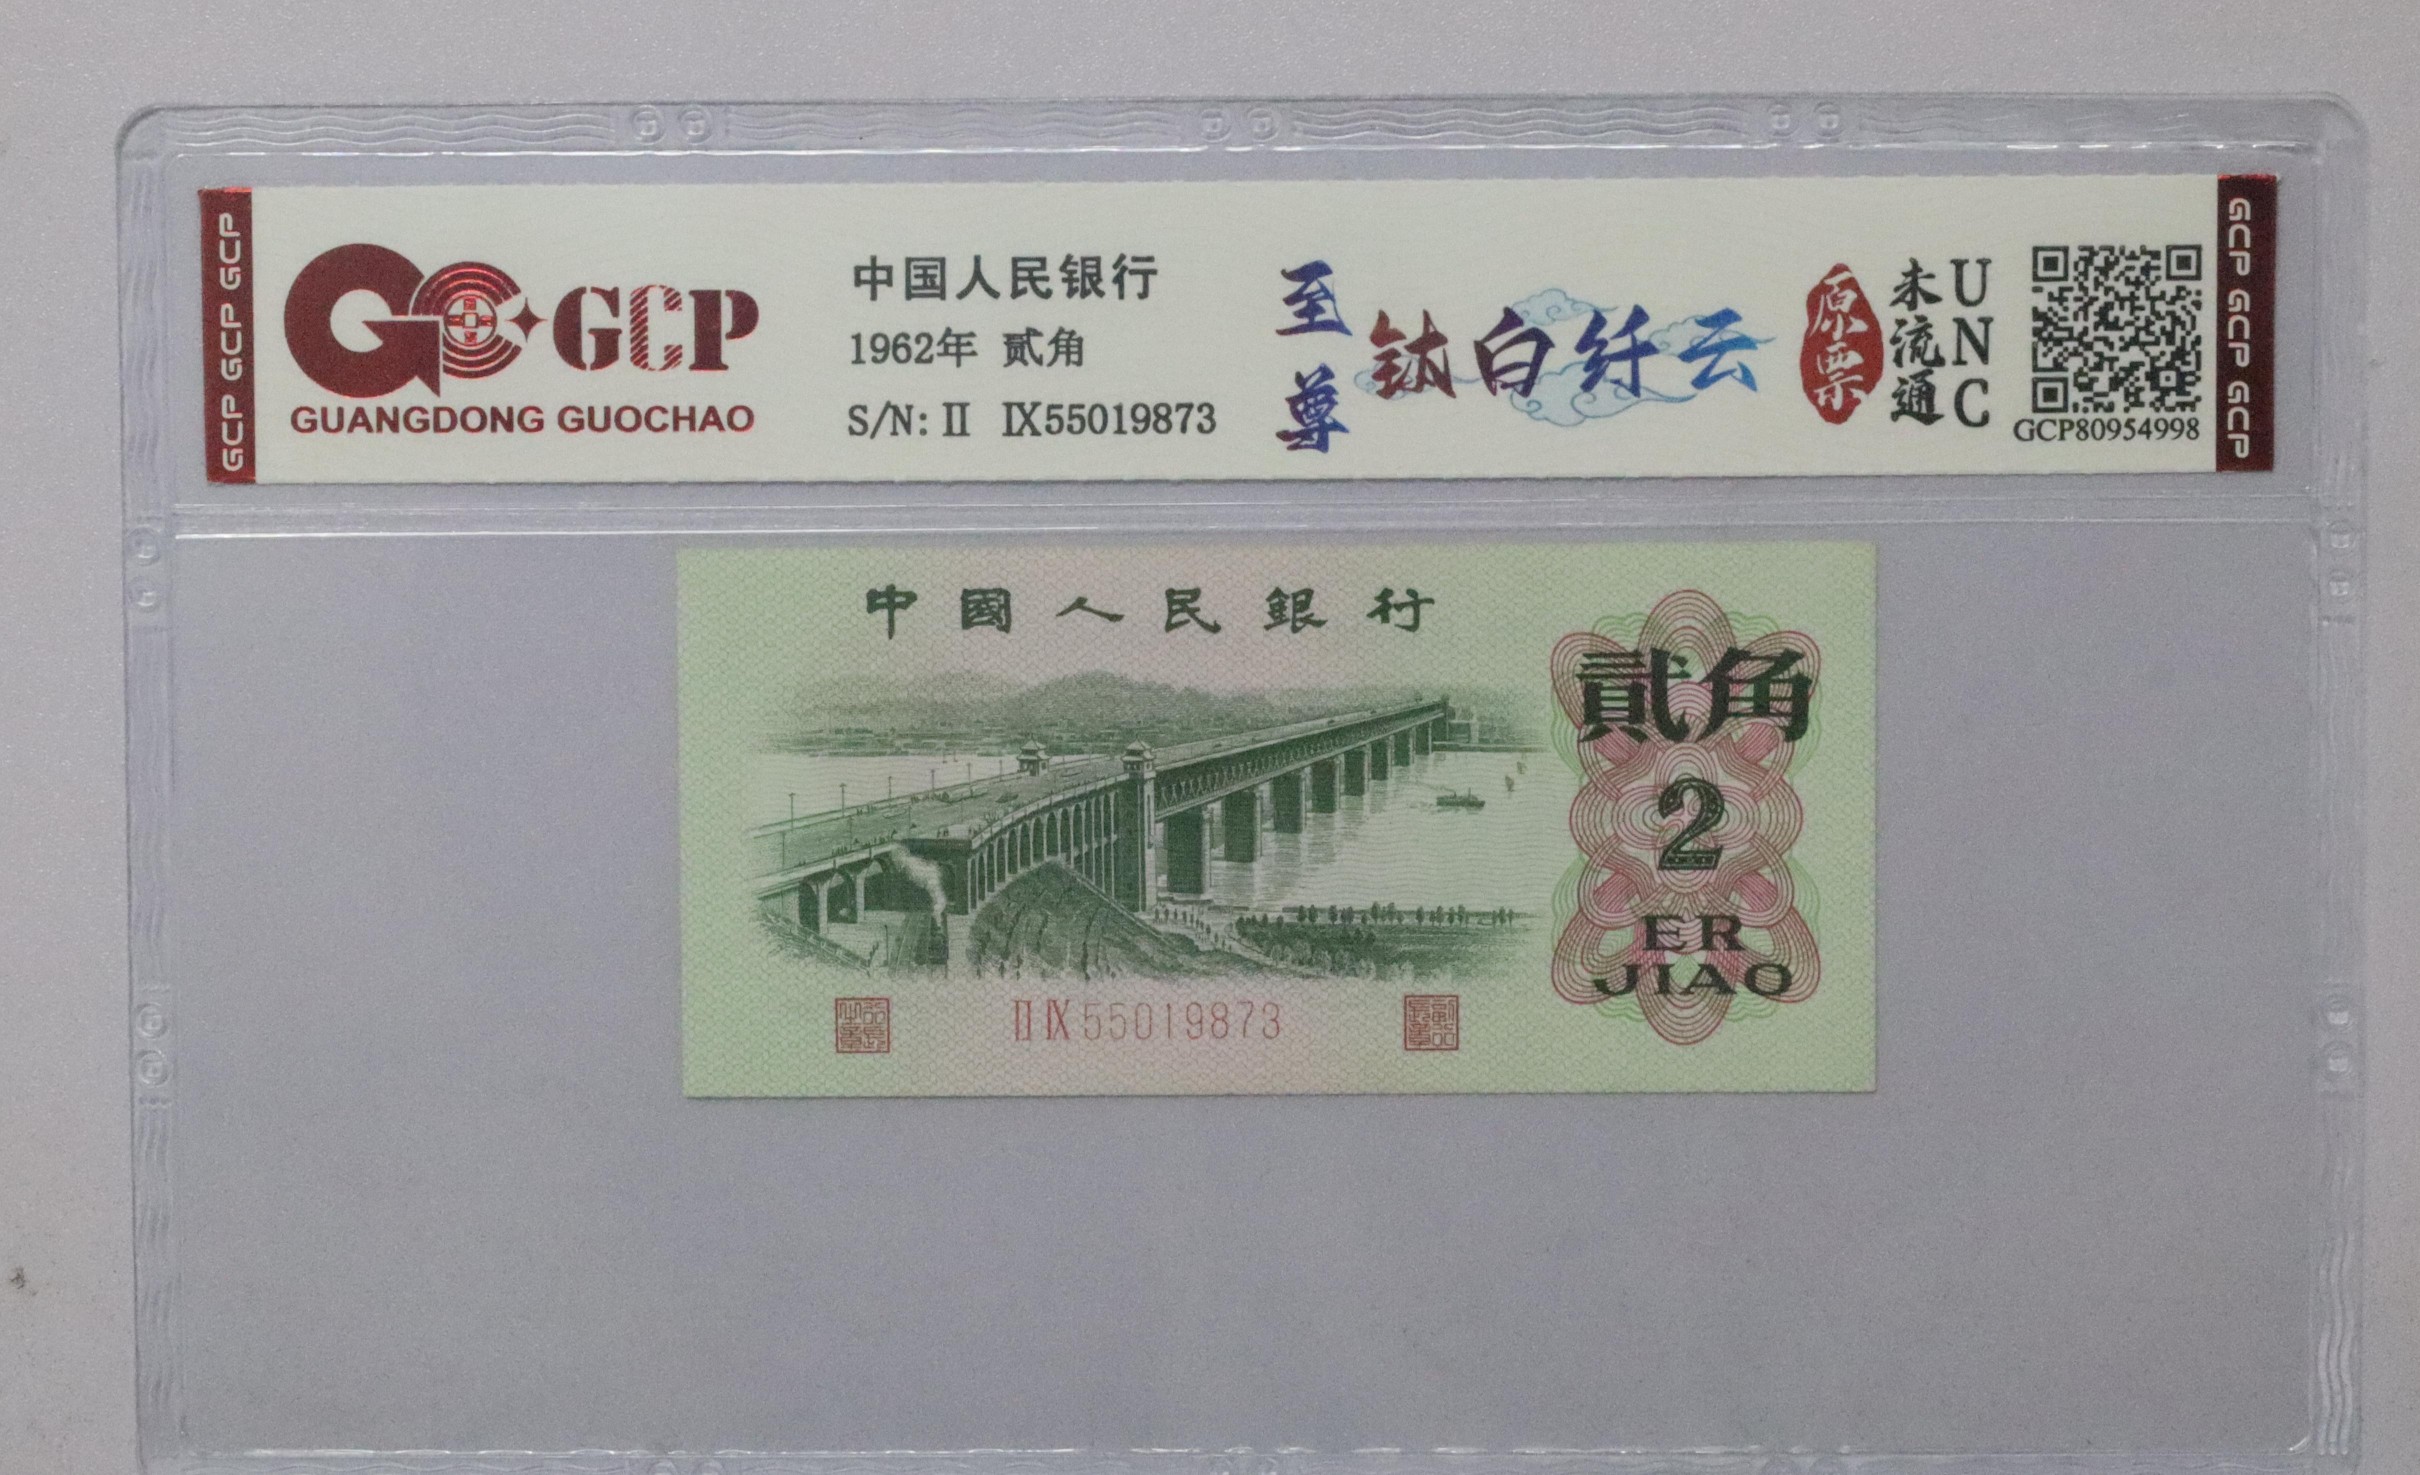 GCP GCP GCP
GCP
GUANGDONG GUOCHAO
中国人民银行
1962年 贰角
S/N: II IX55019873
至尊
钛白纤云
原票
未流通
UNC
GCP80954998
GCP GCP GCP
中國人民銀行
貳角
2
ER
JIAO
II IX 55019873